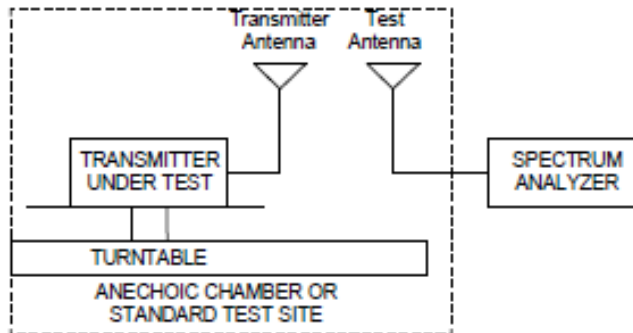 Transmitter
Antenna
Test
Antenna
TRANSMITTER
UNDER TEST
SPECTRUM
ANALYZER
TURNTABLE
ANECHOIC CHAMBER OR
STANDARD TEST SITE